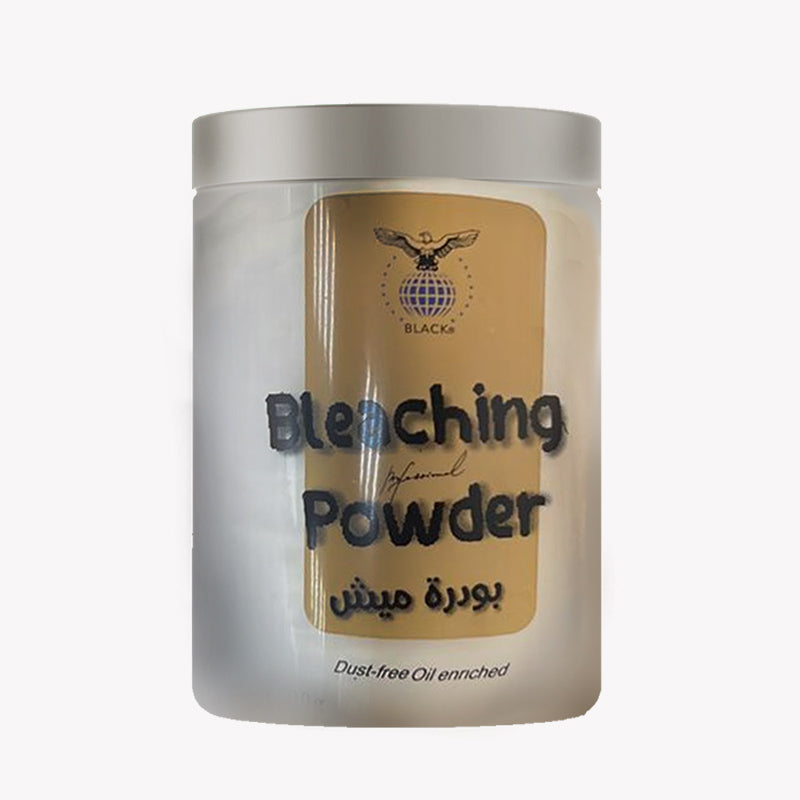 BLACK®
Bleaching
Professional
Powder
بودرة ميش
Dust-free Oil enriched